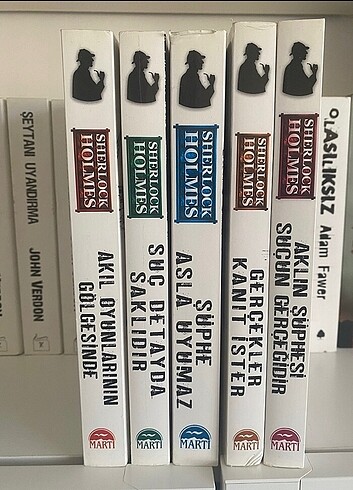 ŞEYTANI UYANDIRMA
JOHN VERDON
SHERLOCK
HOLMES
AKIL OYUNLARININ
GÖLGESİNDE
MARTI
SHERLOCK
HOLMES
SUÇ DETAYDA
SAKLIDIR
MARTI
SHERLOCK
HOLMES
ŞÜPHE
ASLA UYUMAZ
MARTI
SHERLOCK
HOLMES
GERÇEKLER
KANIT İSTER
MARTI
SHERLOCK
HOLMES
AKLIN ŞÜPHESİ
SUÇUN GERÇEĞİDİR
MARTI
OLASILIKSIZ
Adam Fawer